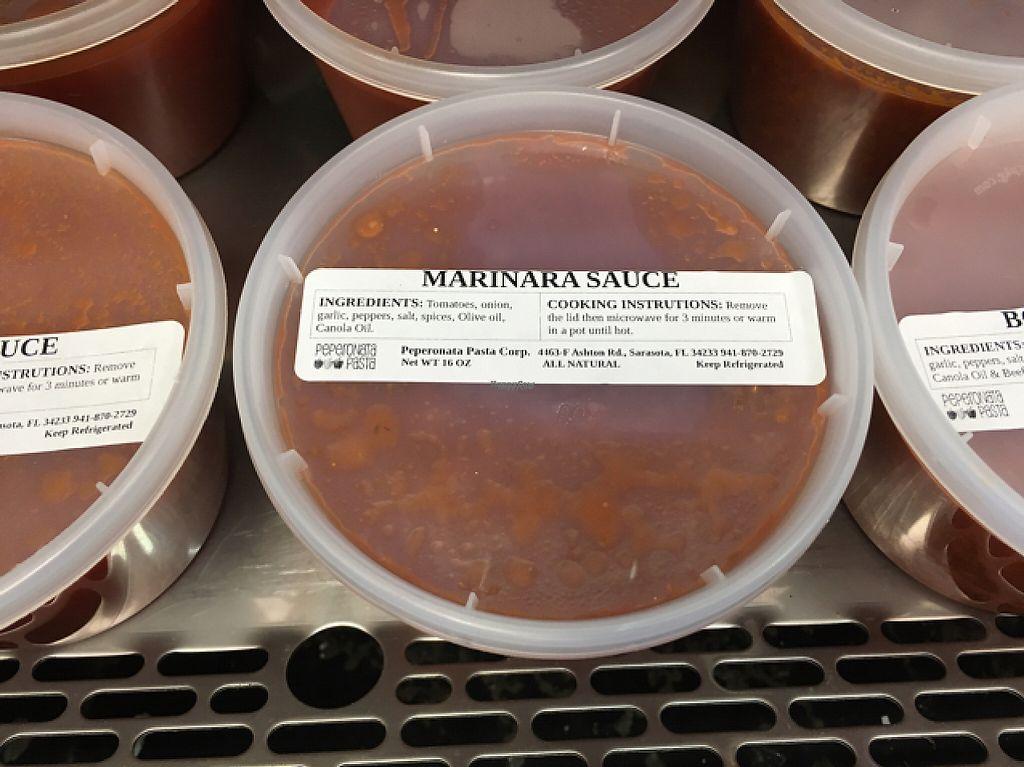 MARINARA SAUCE
INGREDIENTS: Tomatoes, onion,
garlic, peppers, salt, spices, Olive oil,
Canola Oil.
COOKING INSTRUTIONS: Remove
the lid then microwave for 3 minutes or warm
in a pot until hot.
PEPERONATA
PASTA
Peperonata Pasta Corp. 4463-F Ashton Rd., Sarasota, FL 34233 941-870-2729
Net WT 16 OZ ALL NATURAL Keep Refrigerated
UCE
STRUTIONS: Remove
wave for 3 minutes or warm
sota, FL 34233 941-870-2729
Keep Refrigerated
B
INGREDIENTS:
garlic, peppers, salt
Canola Oil & Beef
PEPERONATA
PASTA